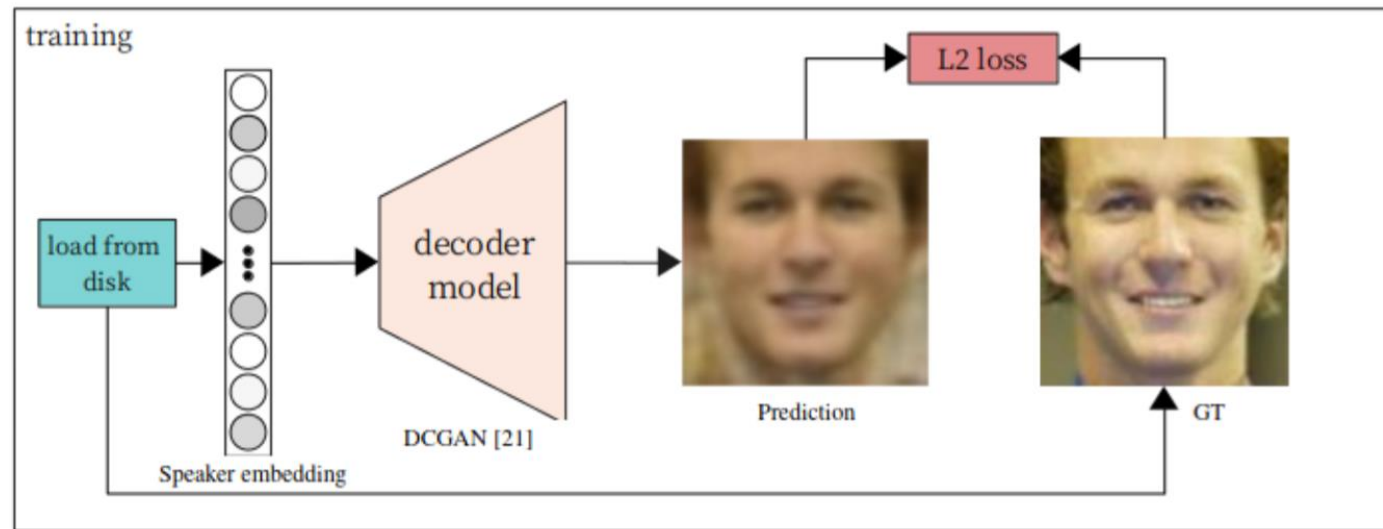 training
L2 loss
load from
disk
decoder
model
Prediction
GT
DCGAN [21]
Speaker embedding